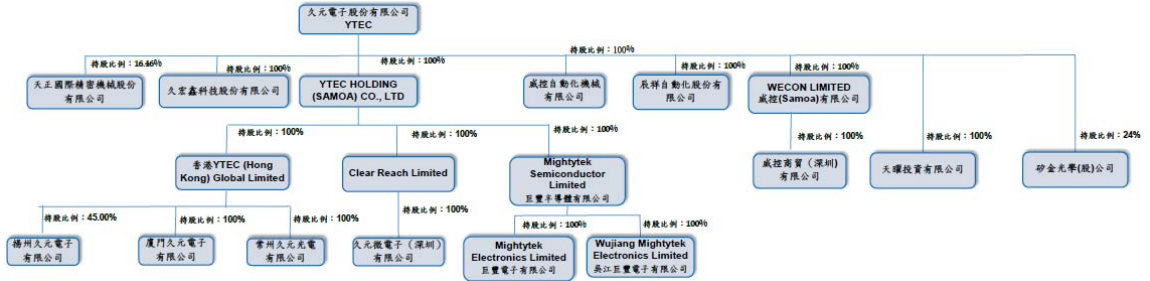 久元電子股份有限公司
YTEC
持股比例：100%
持股比例：16.46%
持股比例：100%
持股比例：100%
持股比例：100%
持股比例：100%
天正國際精密機械股份
有限公司
久宏鑫科技股份有限公司
YTEC HOLDING
(SAMOA) CO., LTD
威控自動化機械
有限公司
辰祥自動化股份有
限公司
WECON LIMITED
威控(Samoa)有限公司
持股比例：100%
持股比例：100%
持股比例：100%
持股比例：100%
持股比例：100%
持股比例：24%
香港YTEC (Hong
Kong) Global Limited
Clear Reach Limited
Mightytek
Semiconductor
Limited
巨豐半導體有限公司
威控商貿（深圳）
有限公司
天曜投資有限公司
矽金光學(股)公司
持股比例：45.00%
持股比例：100%
持股比例：100%
持股比例：100%
持股比例：100%
持股比例：100%
揚州久元電子
有限公司
廈門久元電子
有限公司
常州久元光電
有限公司
久元微電子（深圳）
有限公司
Mightytek
Electronics Limited
巨豐電子有限公司
Wujiang Mightytek
Electronics Limited
吳江巨豐電子有限公司